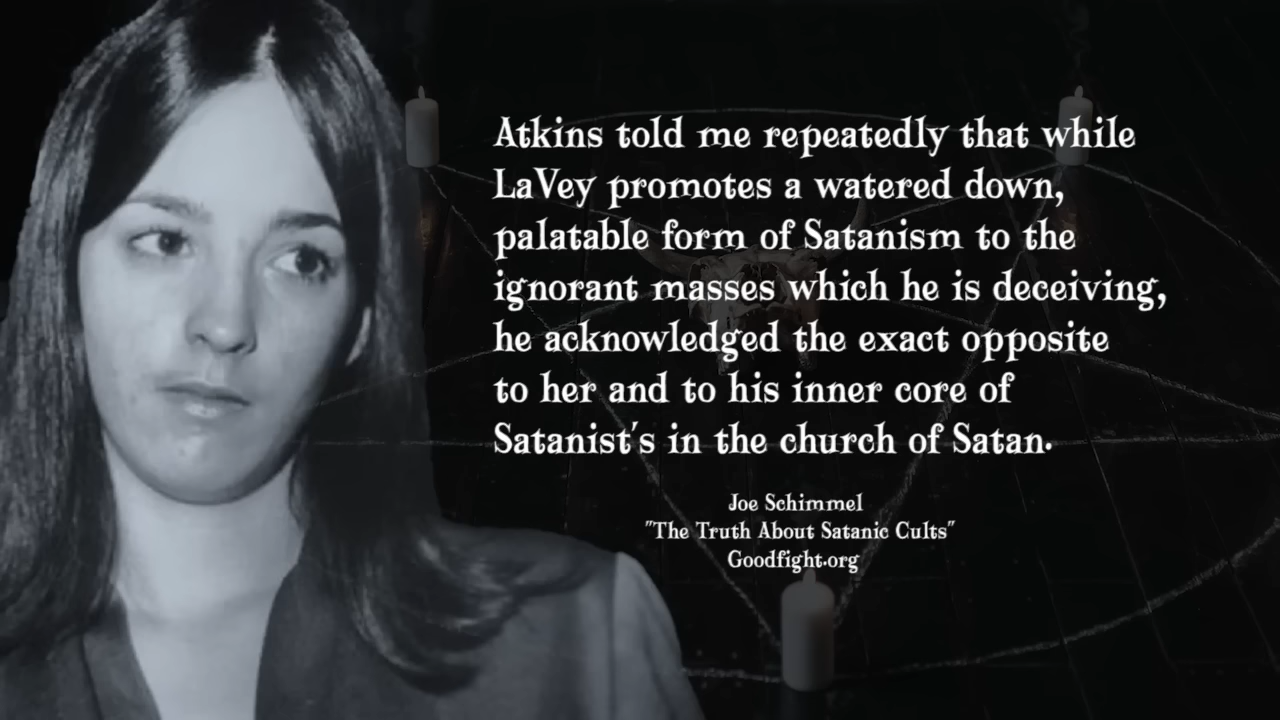 Atkins told me repeatedly that while
LaVey promotes a watered down,
palatable form of Satanism to the
ignorant masses which he is deceiving,
he acknowledged the exact opposite
to her and to his inner core of
Satanist's in the church of Satan.
Joe Schimmel
"The Truth About Satanic Cults"
Goodfight.org